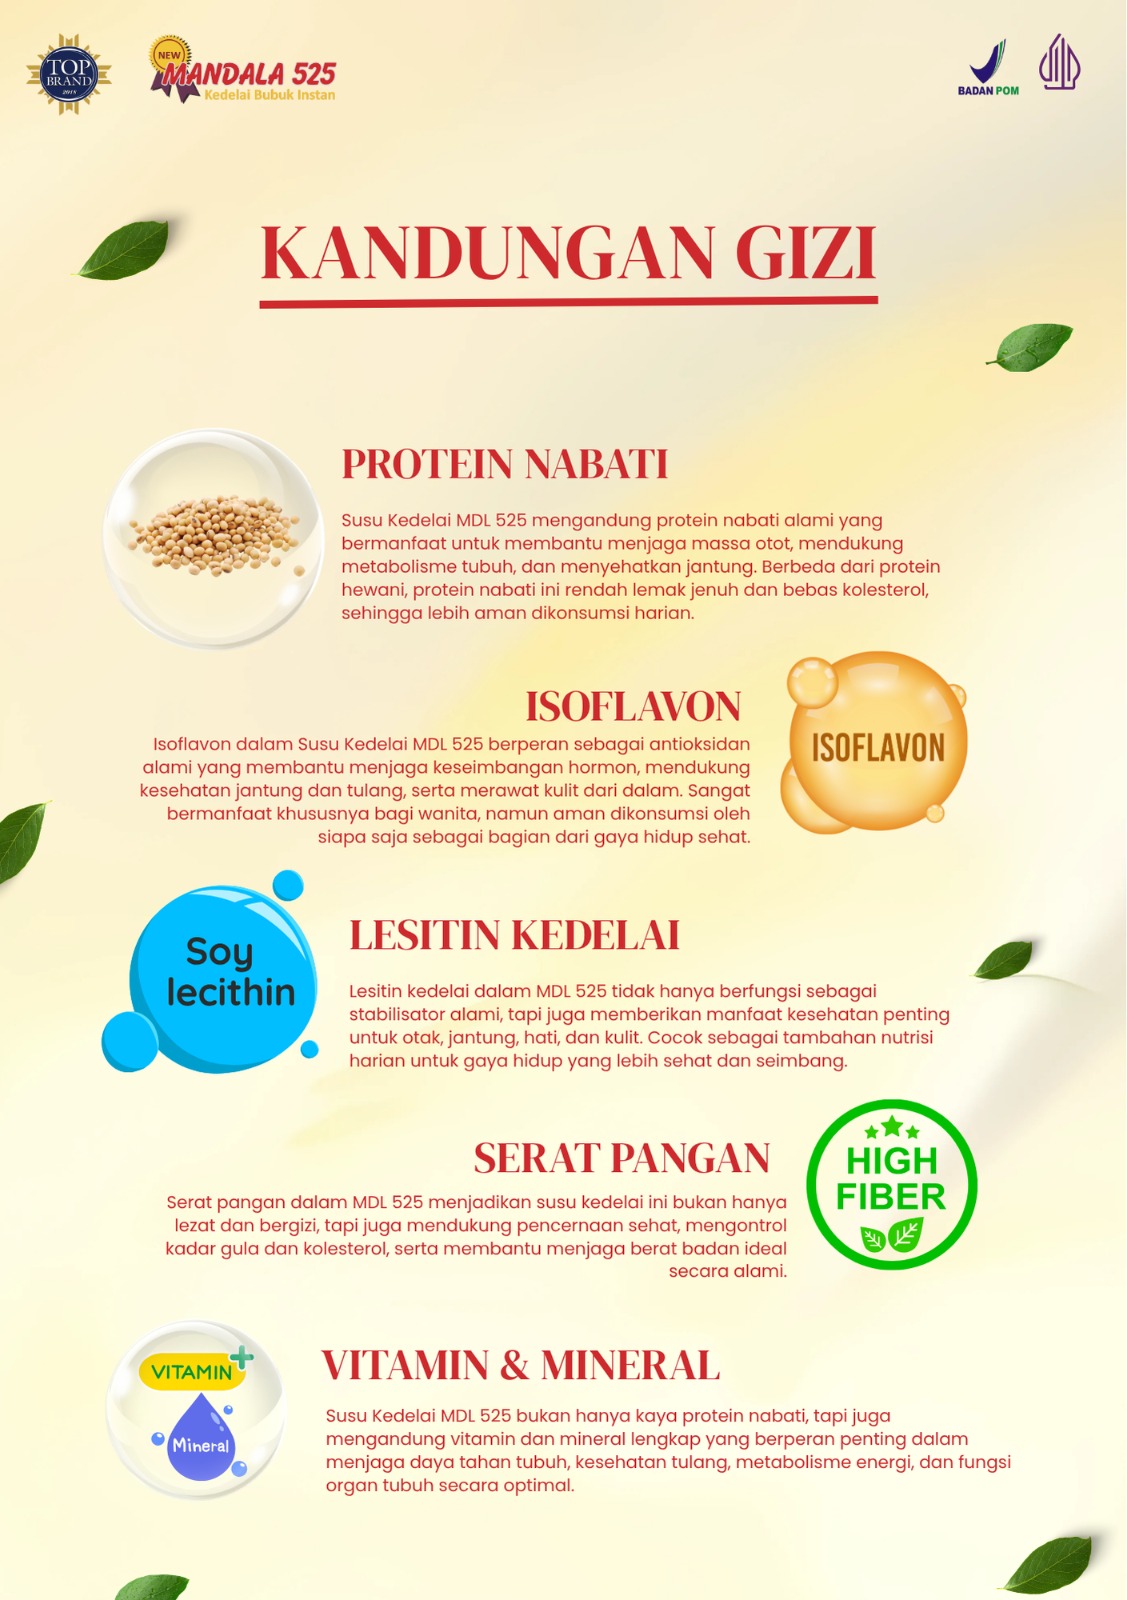 TOP
BRAND
2018
NEW
MANDALA 525
Kedelai Bubuk Instan
BADAN POM
KANDUNGAN GIZI
PROTEIN NABATI
Susu Kedelai MDL 525 mengandung protein nabati alami yang
bermanfaat untuk membantu menjaga massa otot, mendukung
metabolisme tubuh, dan menyehatkan jantung. Berbeda dari protein
hewani, protein nabati ini rendah lemak jenuh dan bebas kolesterol,
sehingga lebih aman dikonsumsi harian.
ISOFLAVON
Isoflavon dalam Susu Kedelai MDL 525 berperan sebagai antioksidan
alami yang membantu menjaga keseimbangan hormon, mendukung
kesehatan jantung dan tulang, serta merawat kulit dari dalam. Sangat
bermanfaat khususnya bagi wanita, namun aman dikonsumsi oleh
siapa saja sebagai bagian dari gaya hidup sehat.
ISOFLAVON
Soy
lecithin
LESITIN KEDELAI
Lesitin kedelai dalam MDL 525 tidak hanya berfungsi sebagai
stabilisator alami, tapi juga memberikan manfaat kesehatan penting
untuk otak, jantung, hati, dan kulit. Cocok sebagai tambahan nutrisi
harian untuk gaya hidup yang lebih sehat dan seimbang.
SERAT PANGAN
Serat pangan dalam MDL 525 menjadikan susu kedelai ini bukan hanya
lezat dan bergizi, tapi juga mendukung pencernaan sehat, mengontrol
kadar gula dan kolesterol, serta membantu menjaga berat badan ideal
secara alami.
HIGH
FIBER
VITAMIN
Mineral
VITAMIN & MINERAL
Susu Kedelai MDL 525 bukan hanya kaya protein nabati, tapi juga
mengandung vitamin dan mineral lengkap yang berperan penting dalam
menjaga daya tahan tubuh, kesehatan tulang, metabolisme energi, dan fungsi
organ tubuh secara optimal.